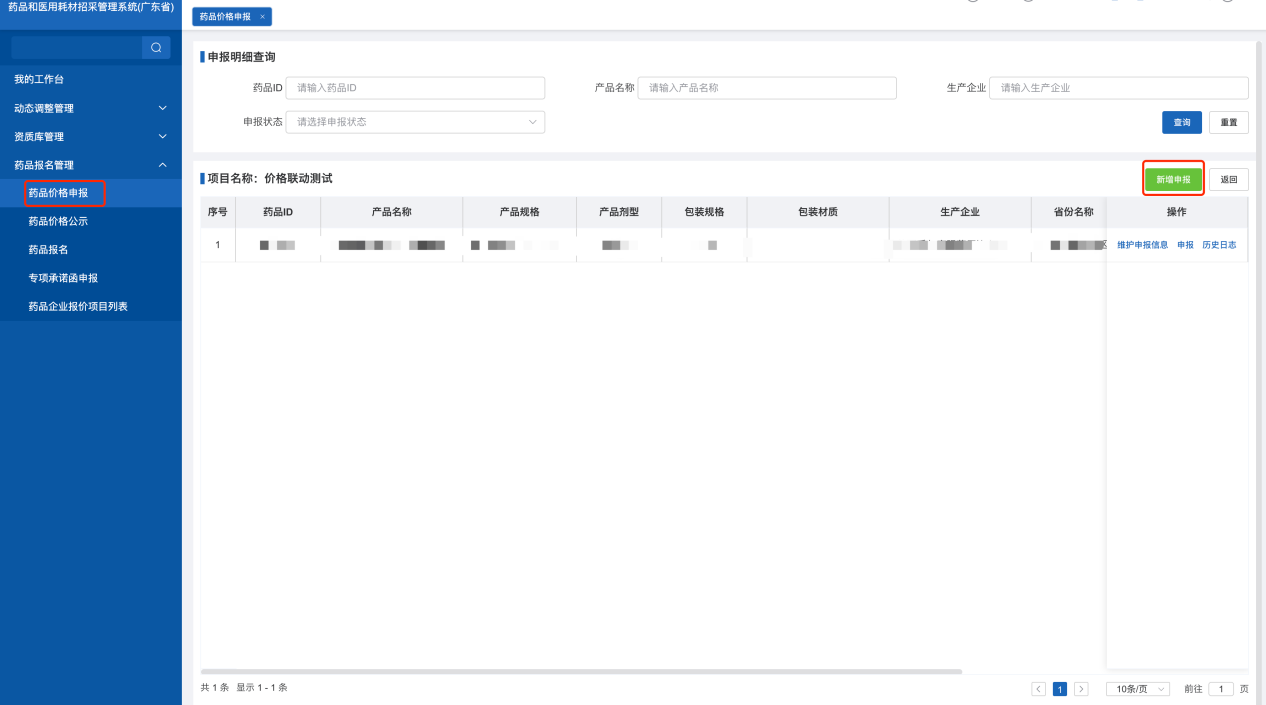 药品和医用耗材招采管理系统(广东省)
药品价格申报 ×
我的工作台
动态调整管理
资质库管理
药品报名管理
药品价格申报
药品价格公示
药品报名
专项承诺函申报
药品企业报价项目列表
申报明细查询
药品ID 请输入药品ID 产品名称 请输入产品名称 生产企业 请输入生产企业
申报状态 请选择申报状态 查询 重置
项目名称：价格联动测试 新增申报 返回
序号 药品ID 产品名称 产品规格 产品剂型 包装规格 包装材质 生产企业 省份名称 操作
1 维护申报信息 申报 历史日志
共 1 条 显示 1 - 1 条 1 10条/页 前往 1 页